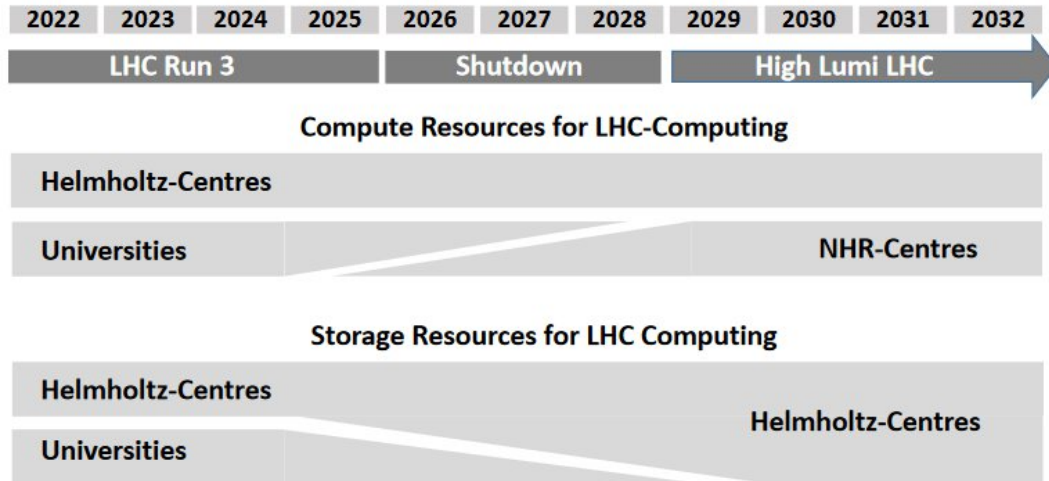 2022 2023 2024 2025 2026 2027 2028 2029 2030 2031 2032
LHC Run 3 Shutdown High Lumi LHC
Compute Resources for LHC-Computing
Helmholtz-Centres
Universities NHR-Centres
Storage Resources for LHC Computing
Helmholtz-Centres
Helmholtz-Centres
Universities